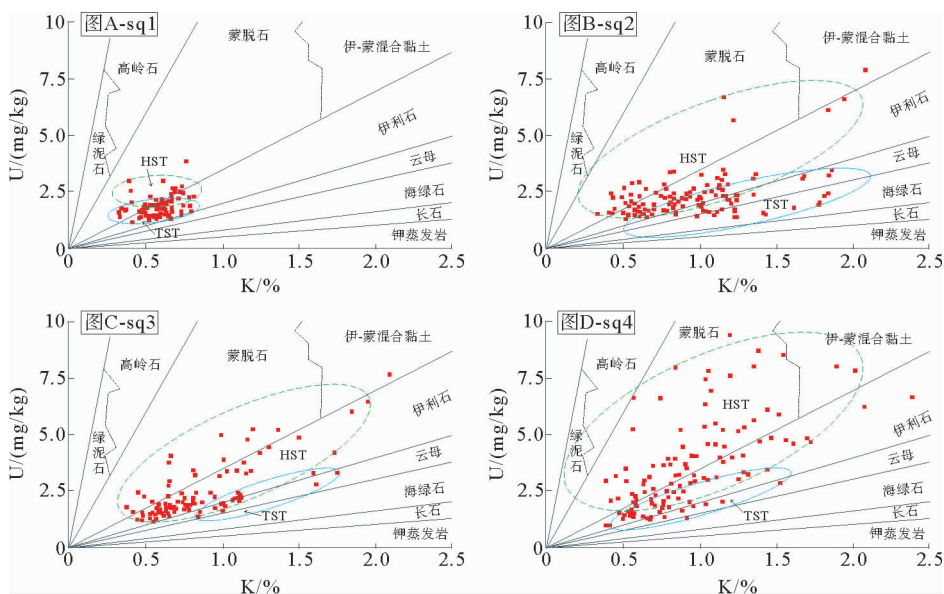 图A-sq1
蒙脱石
伊-蒙混合黏土
高岭石
绿泥石
伊利石
云母
海绿石
长石
钾蒸发岩
HST
TST
U/(mg/kg)
10
7.5
5.0
2.5
0
0
0.5
1.0
1.5
2.0
2.5
K/%
图B-sq2
蒙脱石
伊-蒙混合黏土
高岭石
绿泥石
伊利石
云母
海绿石
长石
钾蒸发岩
HST
TST
U/(mg/kg)
10
7.5
5.0
2.5
0
0
0.5
1.0
1.5
2.0
2.5
K/%
图C-sq3
蒙脱石
伊-蒙混合黏土
高岭石
绿泥石
伊利石
云母
海绿石
长石
钾蒸发岩
HST
TST
U/(mg/kg)
10
7.5
5.0
2.5
0
0
0.5
1.0
1.5
2.0
2.5
K/%
图D-sq4
蒙脱石
伊-蒙混合黏土
高岭石
绿泥石
伊利石
云母
海绿石
长石
钾蒸发岩
HST
TST
U/(mg/kg)
10
7.5
5.0
2.5
0
0
0.5
1.0
1.5
2.0
2.5
K/%